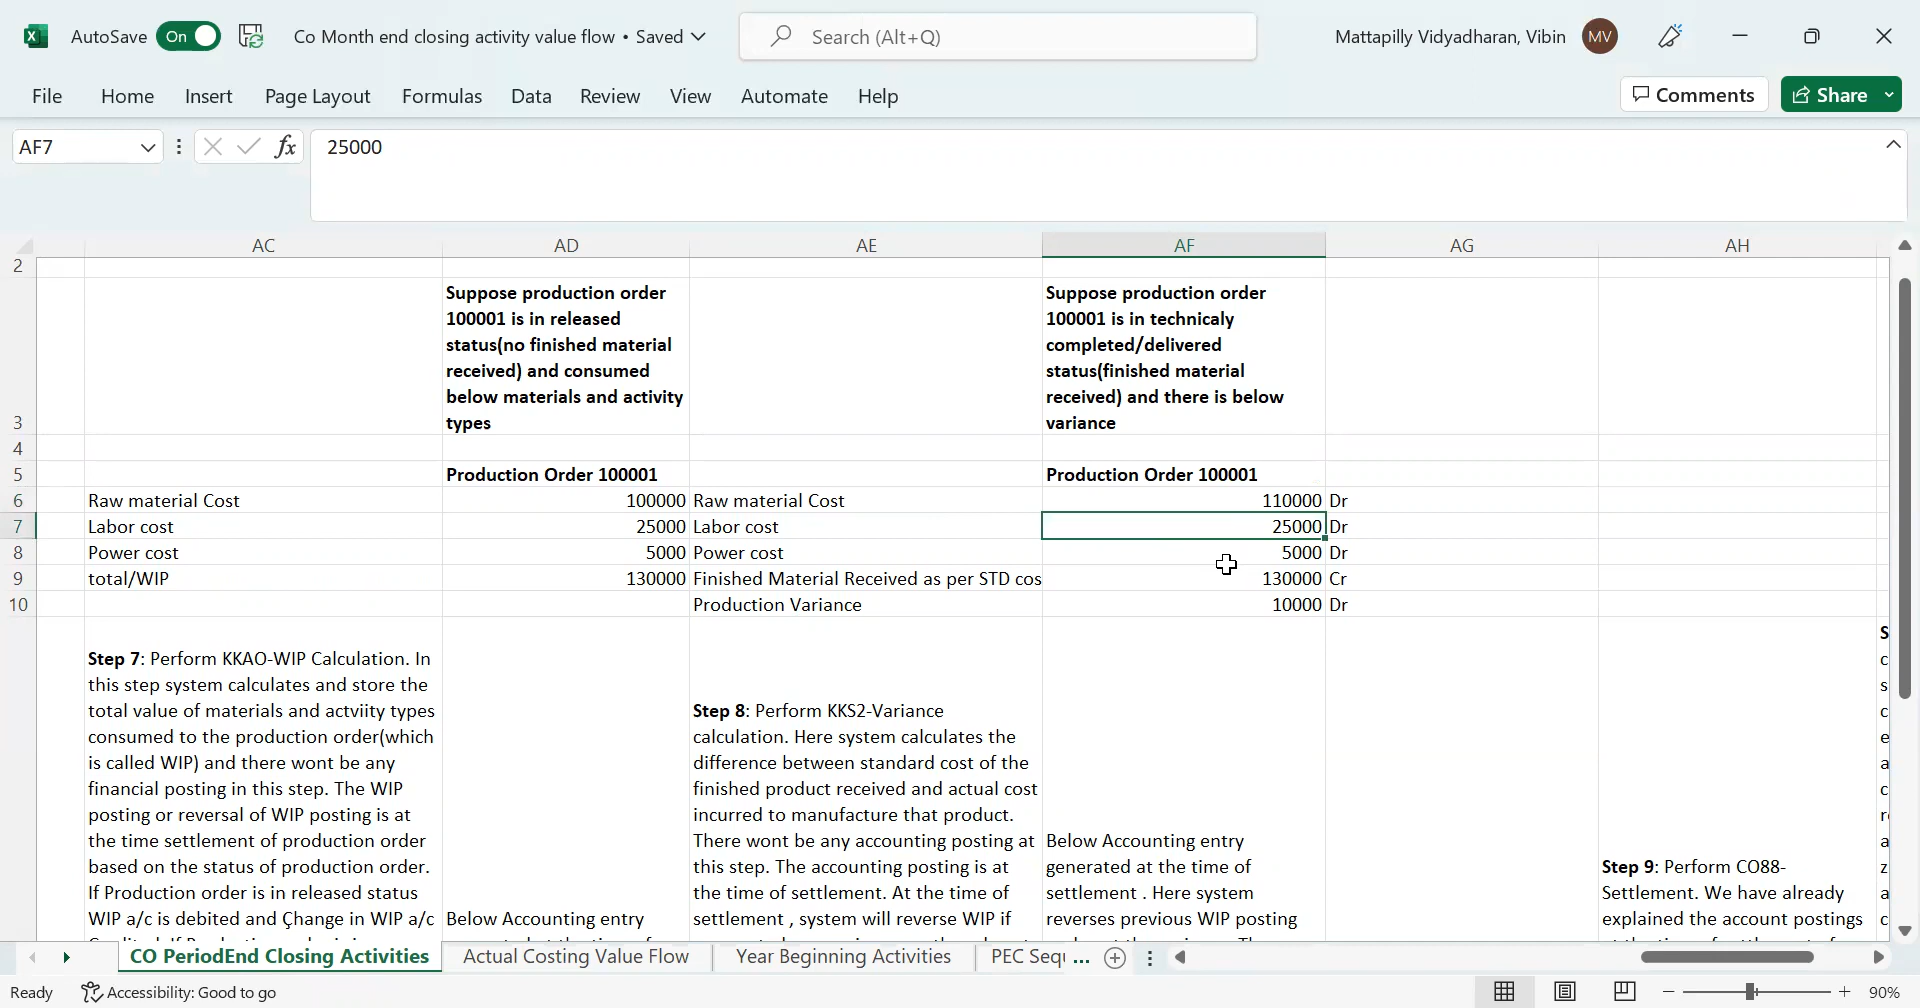 AutoSave On Co Month end closing activity value flow • Saved Search (Alt+Q) Mattapilly Vidyadharan, Vibin MV
File Home Insert Page Layout Formulas Data Review View Automate Help Comments Share
AF7 fx 25000
AC AD AE AF AG AH
2
Suppose production order
100001 is in released
status(no finished material
received) and consumed
below materials and activity
types
Suppose production order
100001 is in technicaly
completed/delivered
status(finished material
received) and there is below
variance
3
4
5 Production Order 100001 Production Order 100001
6 Raw material Cost 100000 Raw material Cost 110000 Dr
7 Labor cost 25000 Labor cost 25000 Dr
8 Power cost 5000 Power cost 5000 Dr
9 total/WIP 130000 Finished Material Received as per STD cos 130000 Cr
10 Production Variance 10000 Dr
Step 7: Perform KKAO-WIP Calculation. In
this step system calculates and store the
total value of materials and actviity types
consumed to the production order(which
is called WIP) and there wont be any
financial posting in this step. The WIP
posting or reversal of WIP posting is at
the time settlement of production order
based on the status of production order.
If Production order is in released status
WIP a/c is debited and Çhange in WIP a/c
Below Accounting entry
Step 8: Perform KKS2-Variance
calculation. Here system calculates the
difference between standard cost of the
finished product received and actual cost
incurred to manufacture that product.
There wont be any accounting posting at
this step. The accounting posting is at
the time of settlement. At the time of
settlement , system will reverse WIP if
Below Accounting entry
generated at the time of
settlement . Here system
reverses previous WIP posting
Step 9: Perform CO88-
Settlement. We have already
explained the account postings
CO PeriodEnd Closing Activities Actual Costing Value Flow Year Beginning Activities PEC Sequ ...
Ready Accessibility: Good to go 90%